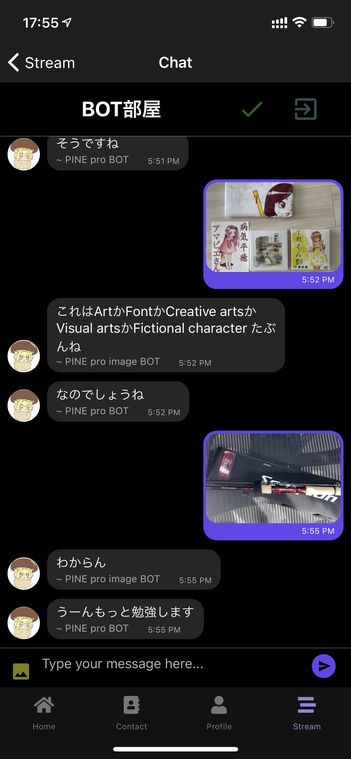 17:55
Stream
Chat
BOT部屋
そうですね
~ PINE pro BOT 5:51 PM
病気平癒
アマビエさん
5:52 PM
これはArtかFontかCreative artsか
Visual artsかFictional character たぶ
んね
~ PINE pro image BOT 5:52 PM
なのでしょうね
~ PINE pro BOT 5:52 PM
5:55 PM
わからん
~ PINE pro image BOT 5:55 PM
うーんもっと勉強します
~ PINE pro BOT 5:55 PM
Type your message here...
Home
Contact
Profile
Stream